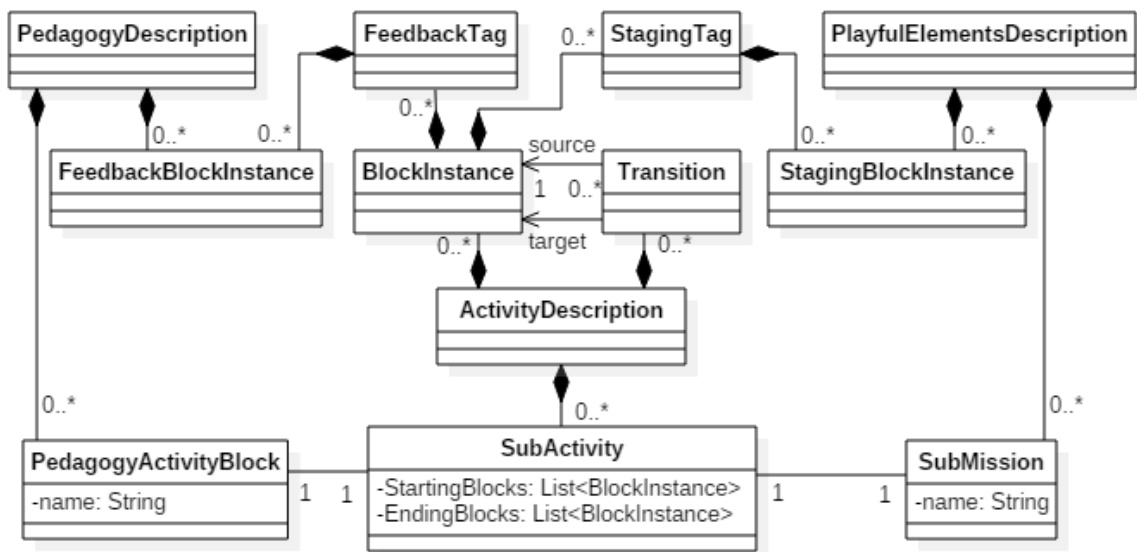 PedagogyDescription
FeedbackTag
StagingTag
PlayfulElementsDescription
0..*
0..*
0..*
0..*
0..*
0..*
source
FeedbackBlockInstance
BlockInstance
Transition
StagingBlockInstance
1
0..*
target
0..*
0..*
ActivityDescription
0..*
0..*
0..*
PedagogyActivityBlock
SubActivity
SubMission
-name: String
-StartingBlocks: List<BlockInstance>
-EndingBlocks: List<BlockInstance>
-name: String
1
1
1
1